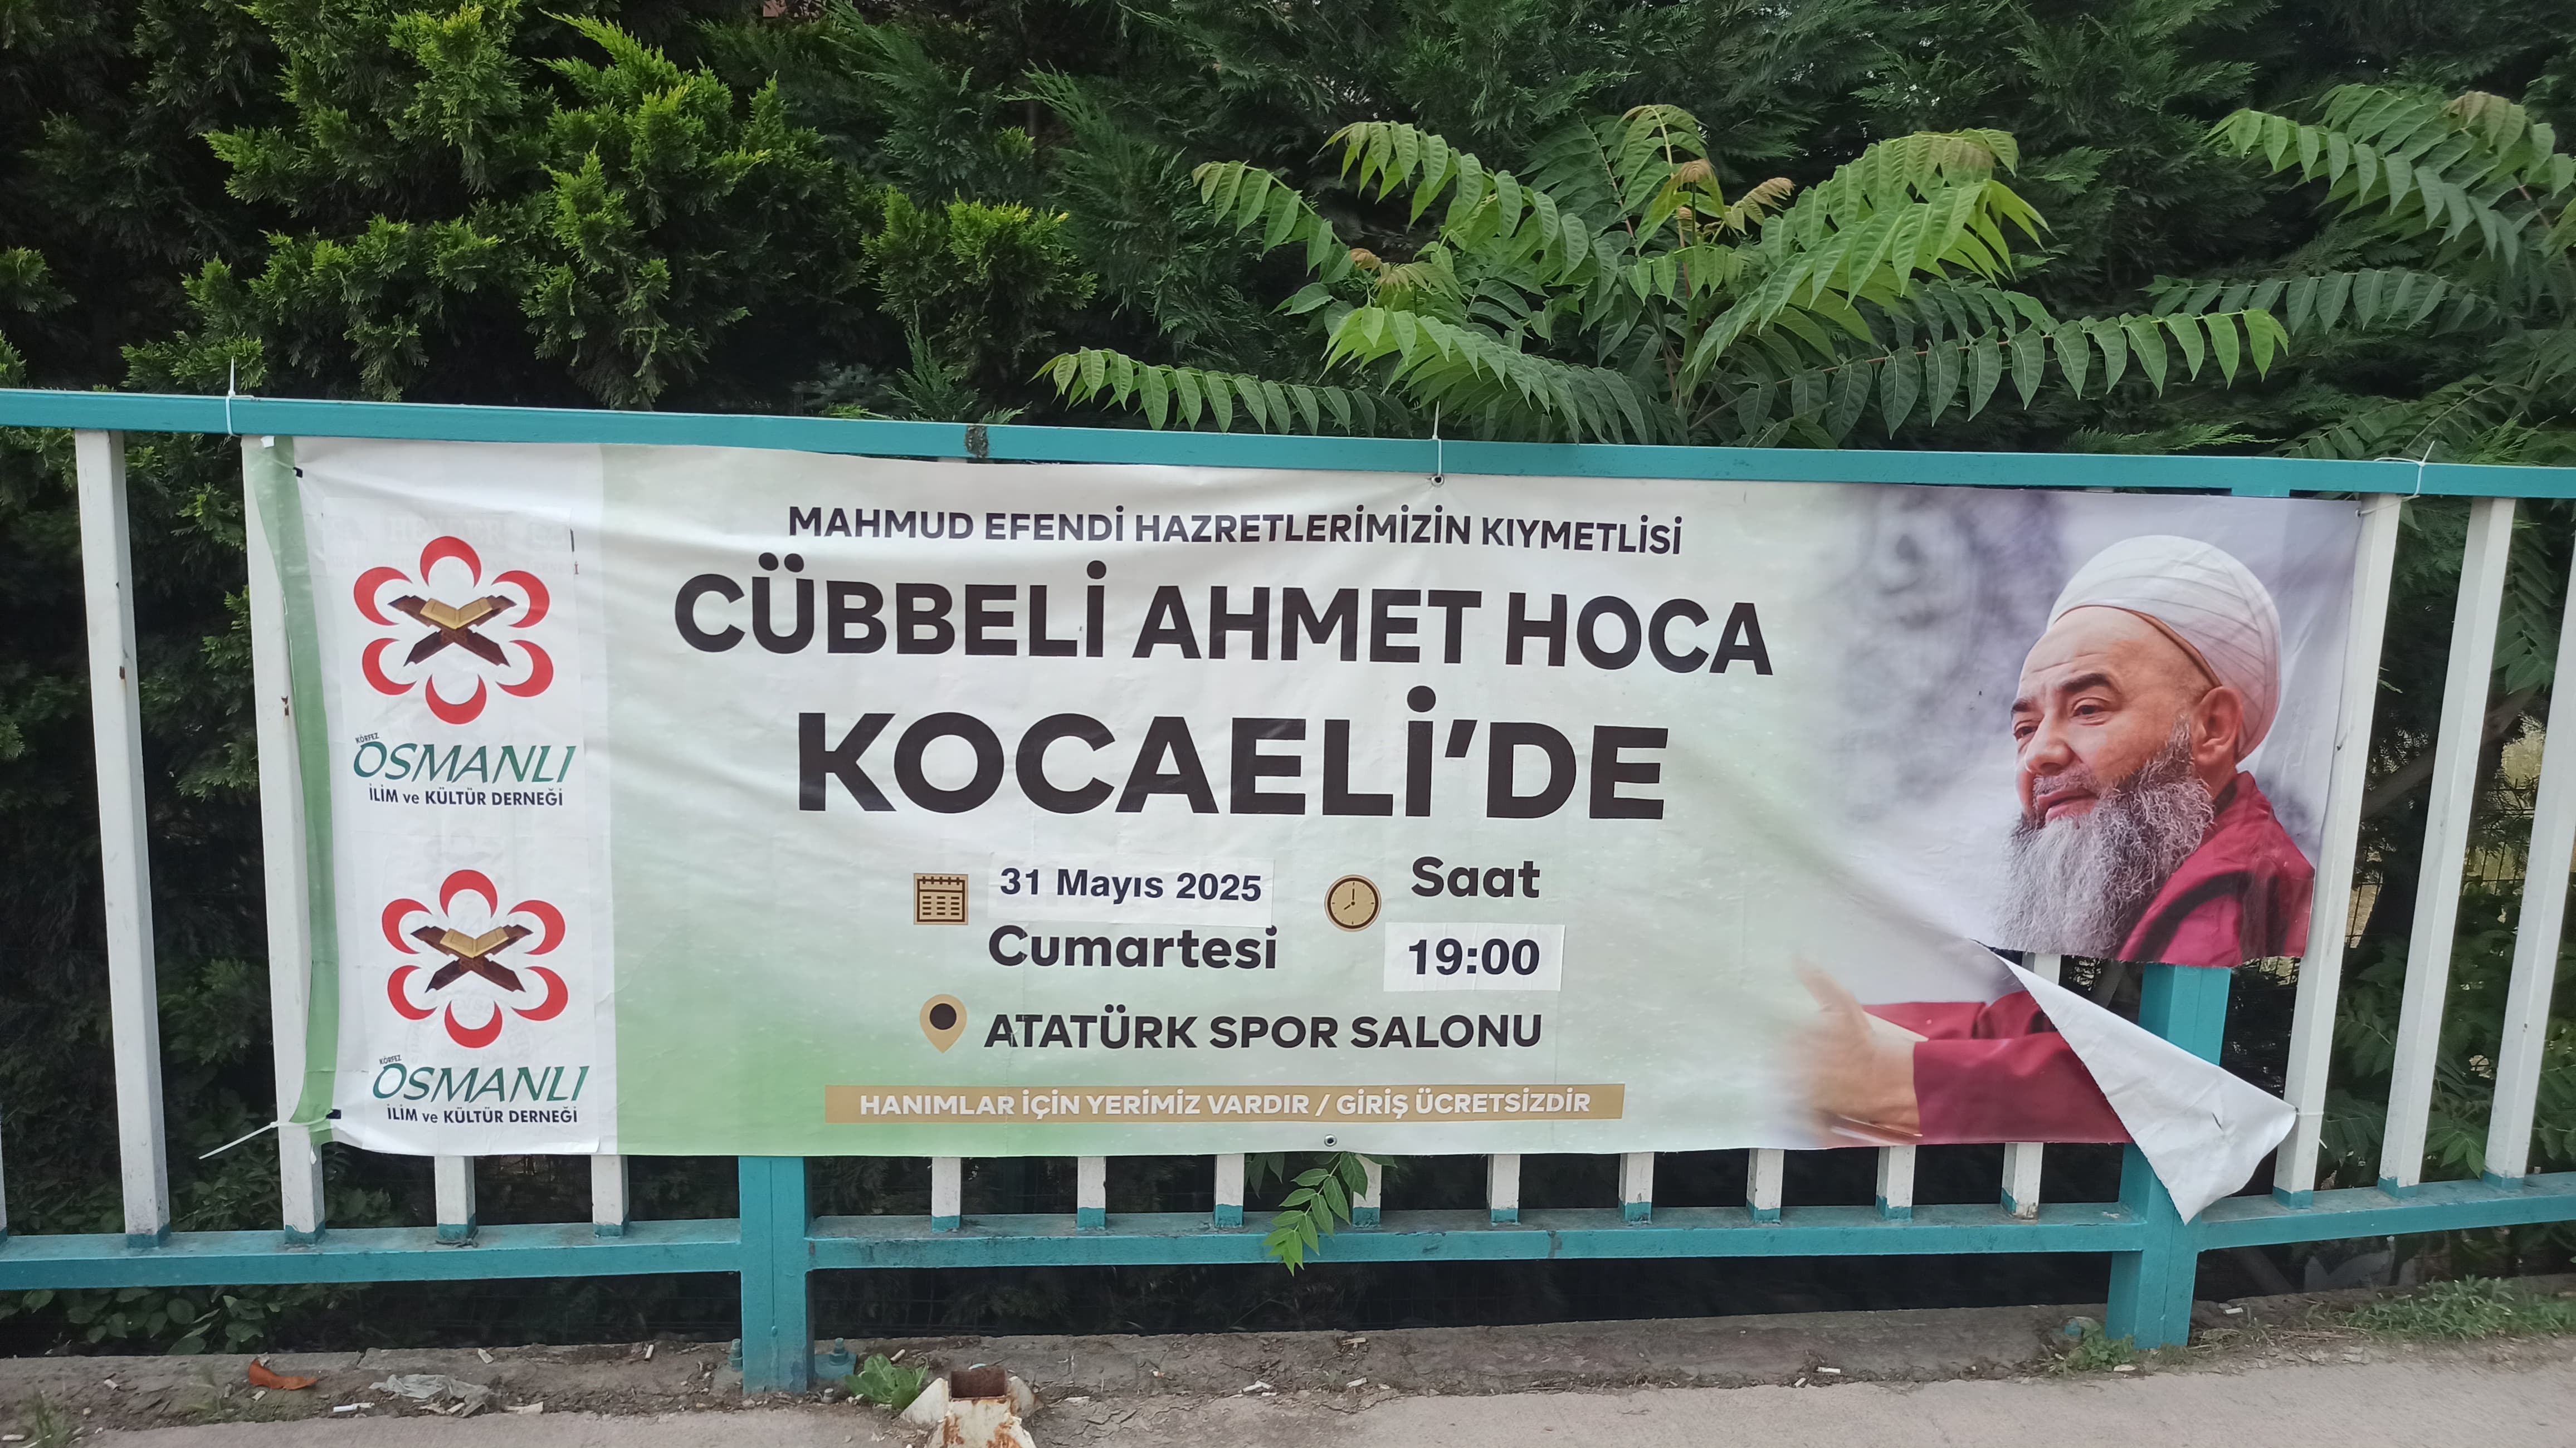 MAHMUD EFENDİ HAZRETLERİMİZİN KIYMETLİSİ
CÜBBELİ AHMET HOCA
KOCAELİ'DE
31 Mayıs 2025
Cumartesi
Saat
19:00
ATATÜRK SPOR SALONU
HANIMLAR İÇİN YERİMİZ VARDIR / GİRİŞ ÜCRETSİZDİR
KÖRFEZ
OSMANLI
İLİM ve KÜLTÜR DERNEĞİ
KÖRFEZ
OSMANLI
İLİM ve KÜLTÜR DERNEĞİ